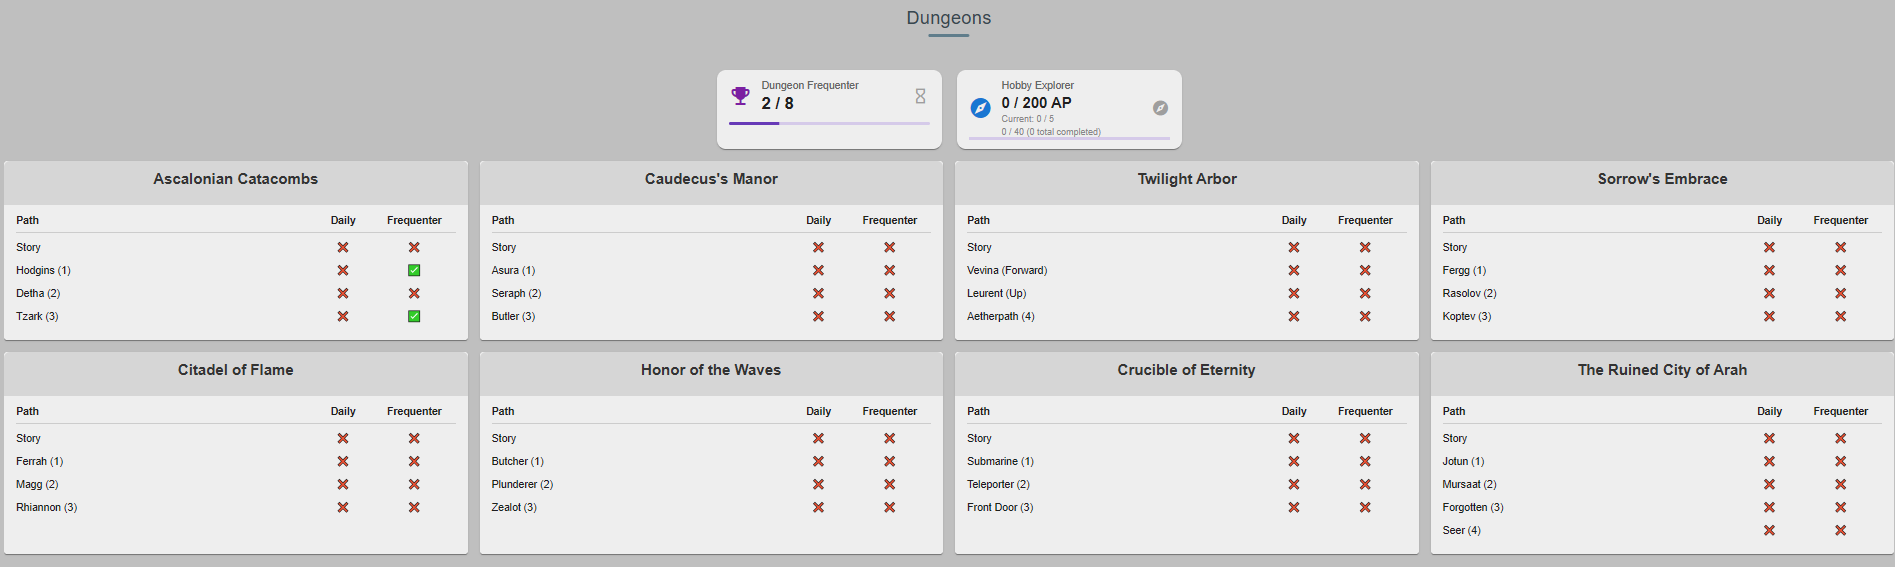 Dungeons
Dungeon Frequenter
2 / 8
Hobby Explorer
0 / 200 AP
Current: 0 / 5
0 / 40 (0 total completed)
Ascalonian Catacombs
Path Daily Frequenter
Story
Hodgins (1)
Detha (2)
Tzark (3)
Caudecus's Manor
Path Daily Frequenter
Story
Asura (1)
Seraph (2)
Butler (3)
Twilight Arbor
Path Daily Frequenter
Story
Vevina (Forward)
Leurent (Up)
Aetherpath (4)
Sorrow's Embrace
Path Daily Frequenter
Story
Fergg (1)
Rasolov (2)
Koptev (3)
Citadel of Flame
Path Daily Frequenter
Story
Ferrah (1)
Magg (2)
Rhiannon (3)
Honor of the Waves
Path Daily Frequenter
Story
Butcher (1)
Plunderer (2)
Zealot (3)
Crucible of Eternity
Path Daily Frequenter
Story
Submarine (1)
Teleporter (2)
Front Door (3)
The Ruined City of Arah
Path Daily Frequenter
Story
Jotun (1)
Mursaat (2)
Forgotten (3)
Seer (4)